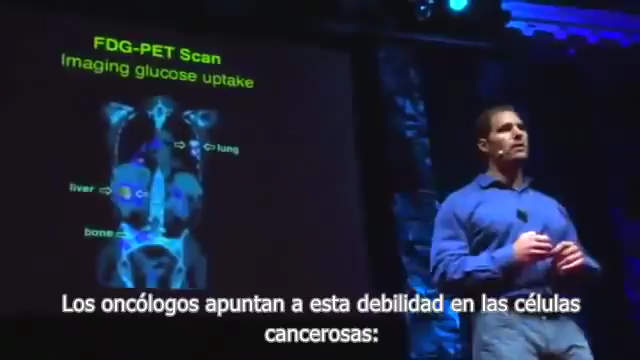 FDG-PET Scan
Imaging glucose uptake
lung
liver
bone
Los oncólogos apuntan a esta debilidad en las células
cancerosas: